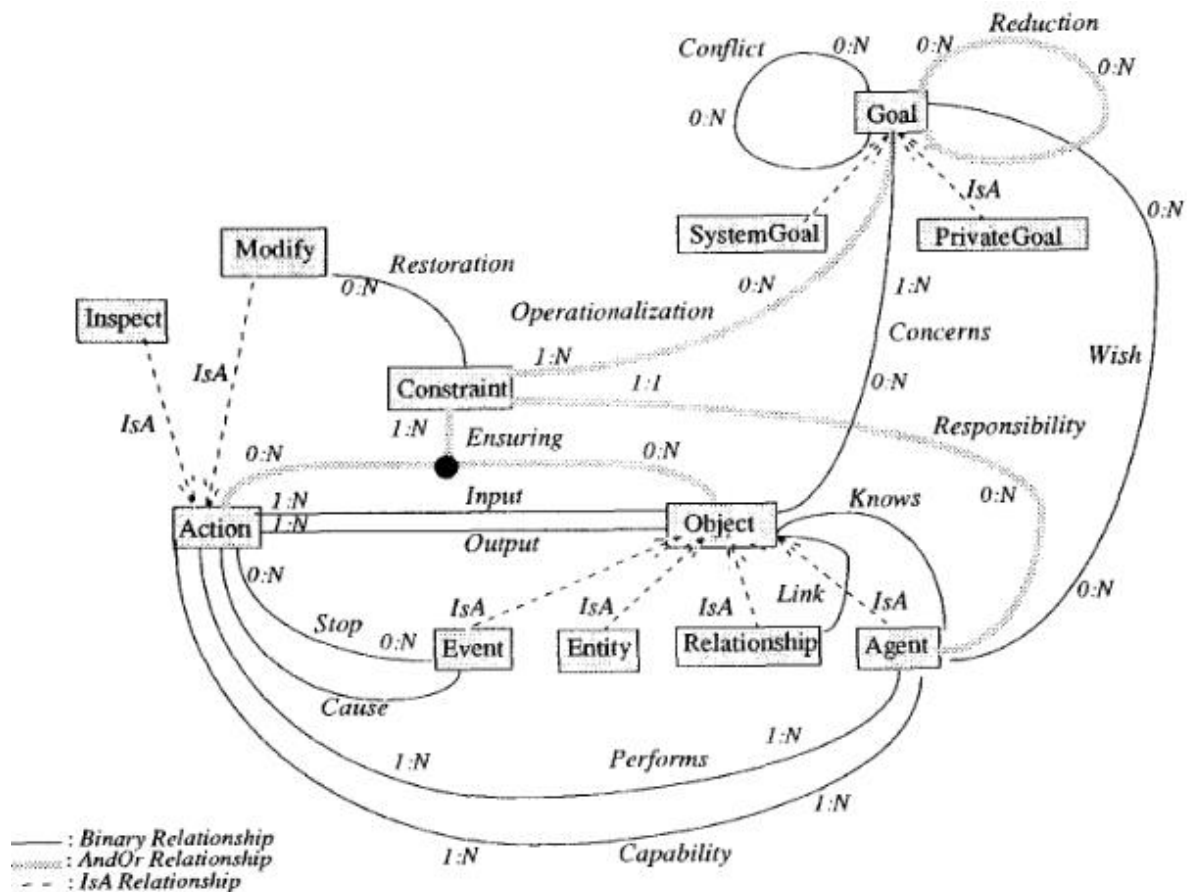 Conflict 0:N 0:N Reduction
0:N 0:N
Goal
IsA 0:N
SystemGoal PrivateGoal
Modify
Restoration
0:N 0:N 1:N
Inspect Operationalization
Concerns
IsA 1:N Wish
Constraint 1:1 0:N
IsA 1:N Ensuring Responsibility
0:N 0:N
0:N
1:N Input Knows
Action 1:N Object
Output
0:N 0:N
IsA IsA IsA Link IsA
Stop 0:N
Event Entity Relationship Agent
Cause
1:N Performs 1:N
1:N
1:N Capability
: Binary Relationship
: AndOr Relationship
: IsA Relationship